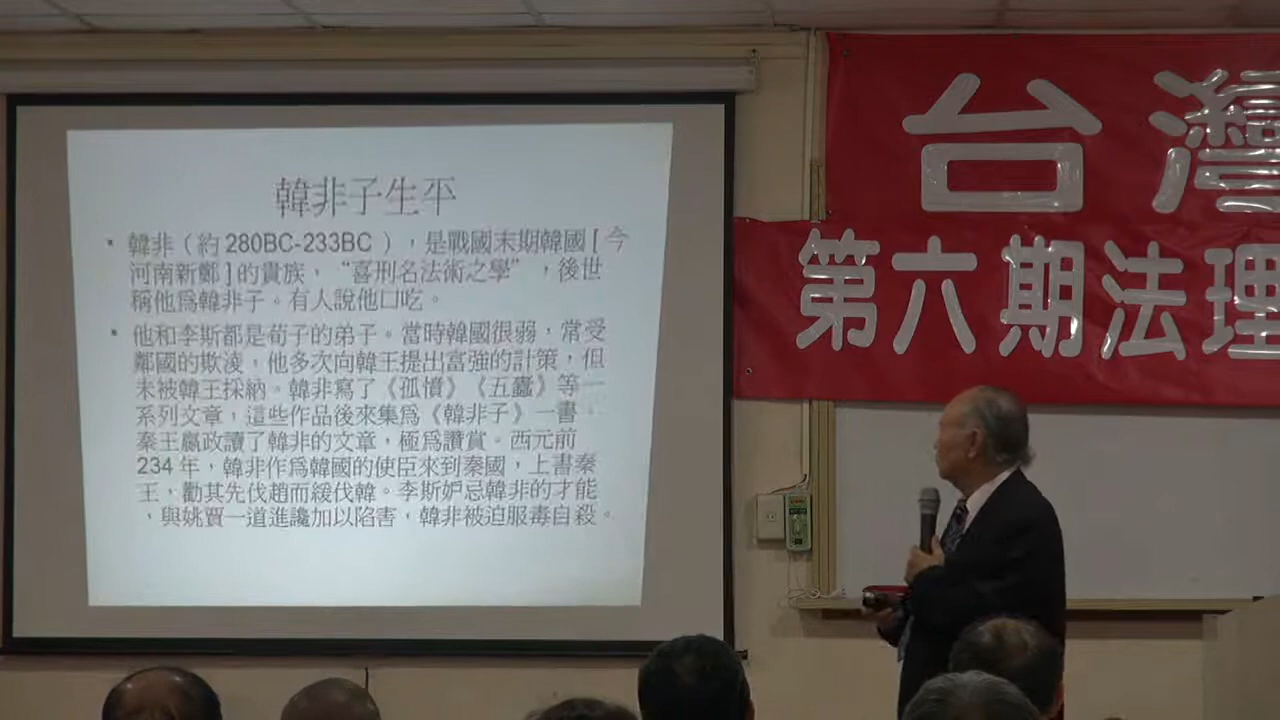 韓非子生平
▪ 韓非（約 280BC-233BC ），是戰國末期韓國 [ 今
河南新鄭 ] 的貴族，“喜刑名法術之學”，後世
稱他爲韓非子。有人說他口吃。
▪ 他和李斯都是荀子的弟子。當時韓國很弱，常受
鄰國的欺淩，他多次向韓王提出富強的計策，但
未被韓王採納。韓非寫了《孤憤》《五蠹》等一
系列文章，這些作品後來集爲《韓非子》一書。
秦王嬴政讀了韓非的文章，極爲讚賞。西元前
234 年，韓非作爲韓國的使臣來到秦國，上書秦
王，勸其先伐趙而緩伐韓。李斯妒忌韓非的才能
，與姚賈一道進讒加以陷害，韓非被迫服毒自殺。
台灣
第六期法理